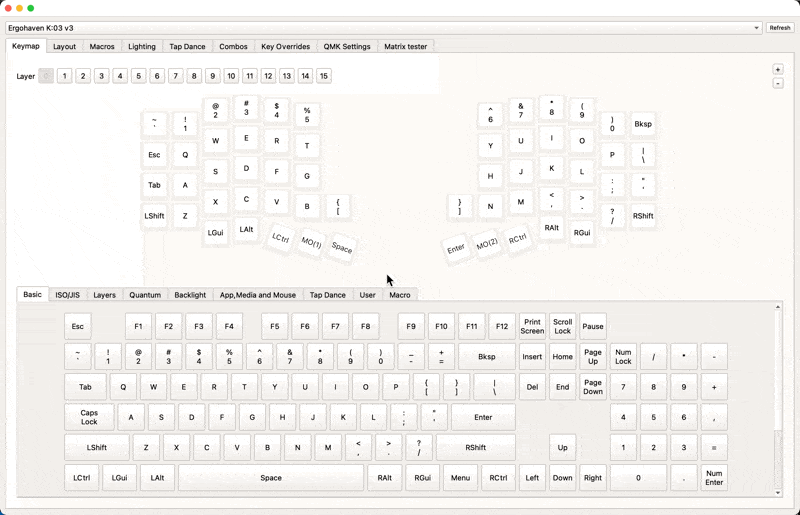 Ergohaven K:03 v3
Refresh
Keymap Layout Macros Lighting Tap Dance Combos Key Overrides QMK Settings Matrix tester
Layer 0 1 2 3 4 5 6 7 8 9 10 11 12 13 14 15
+
-
~ ! @ # $ % ^ & * ( ) Bksp
` 1 2 3 4 5 6 7 8 9 0
Esc Q W E R T Y U I O P |
\
Tab A S D F G H J K L : "
; '
LShift Z X C V B { } N M < > ? RShift
[ ] , . /
LGui LAlt LCtrl MO(1) Space Enter MO(2) RCtrl RAlt RGui
Basic ISO/JIS Layers Quantum Backlight App,Media and Mouse Tap Dance User Macro
Esc F1 F2 F3 F4 F5 F6 F7 F8 F9 F10 F11 F12 Print Scroll Pause
Screen Lock
~ ! @ # $ % ^ & * ( ) _ + Bksp Insert Home Page Num / * -
` 1 2 3 4 5 6 7 8 9 0 - = Up Lock
Tab Q W E R T Y U I O P { } | Del End Page 7 8 9 +
[ ] \ Down
Caps A S D F G H J K L : " Enter 4 5 6 ,
Lock ; '
LShift Z X C V B N M < > ? RShift Up 1 2 3 =
, . /
LCtrl LGui LAlt Space RAlt RGui Menu RCtrl Left Down Right 0 . Num
Enter